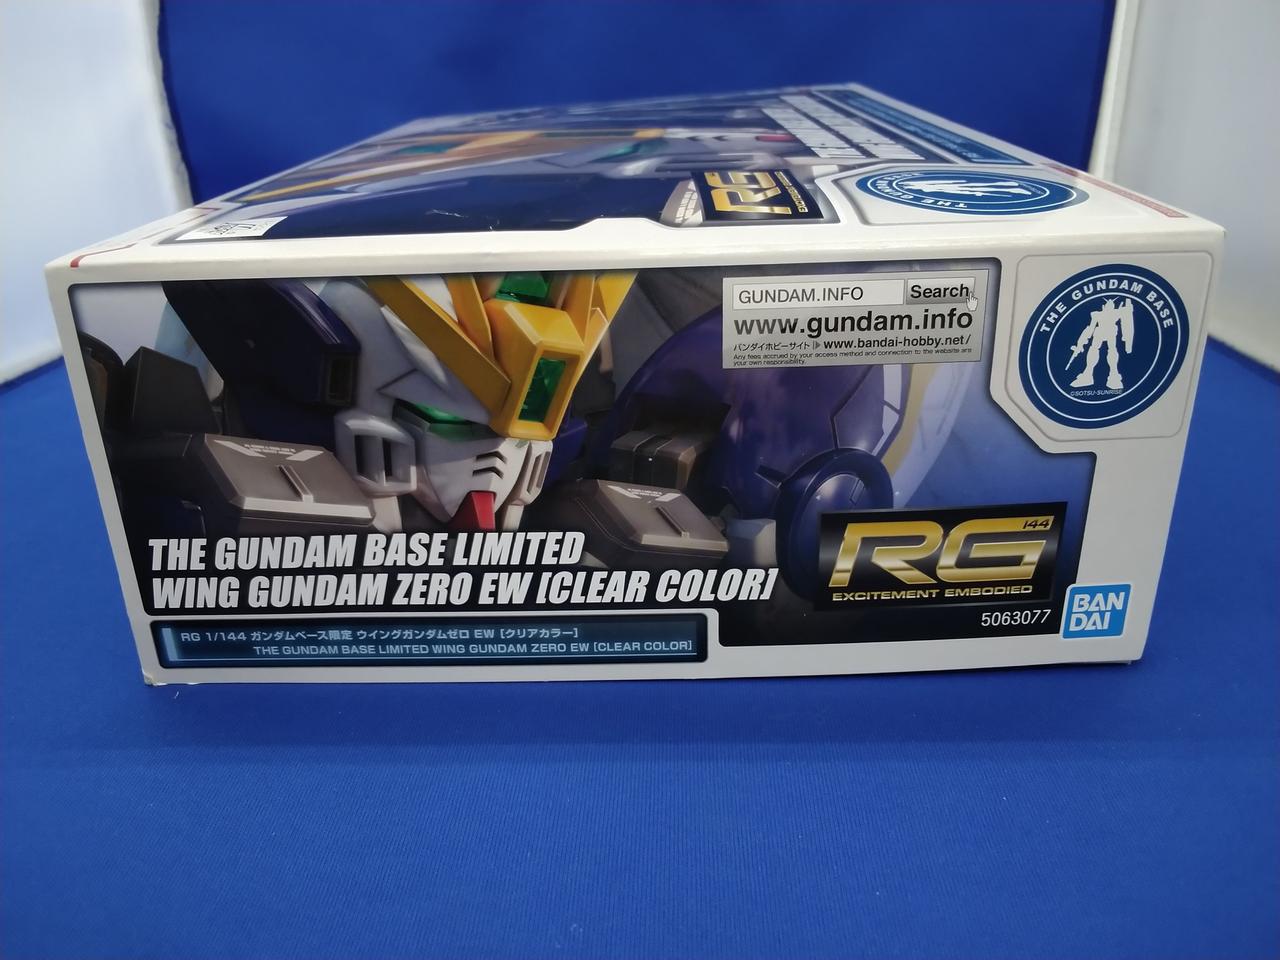 RG
THE GUNDAM
GUNDAM.INFO Search
www.gundam.info
バンダイホビーサイト www.bandai-hobby.net/
Any fees accrued by your access method and connection to the website are
your own responsibility.
THE GUNDAM BASE
©SOTSU・SUNRISE
THE GUNDAM BASE LIMITED
WING GUNDAM ZERO EW [CLEAR COLOR]
RG 1/144 ガンダムベース限定 ウイングガンダムゼロ EW [クリアカラー]
THE GUNDAM BASE LIMITED WING GUNDAM ZERO EW [CLEAR COLOR]
144
RG
EXCITEMENT EMBODIED
5063077
BAN
DAI